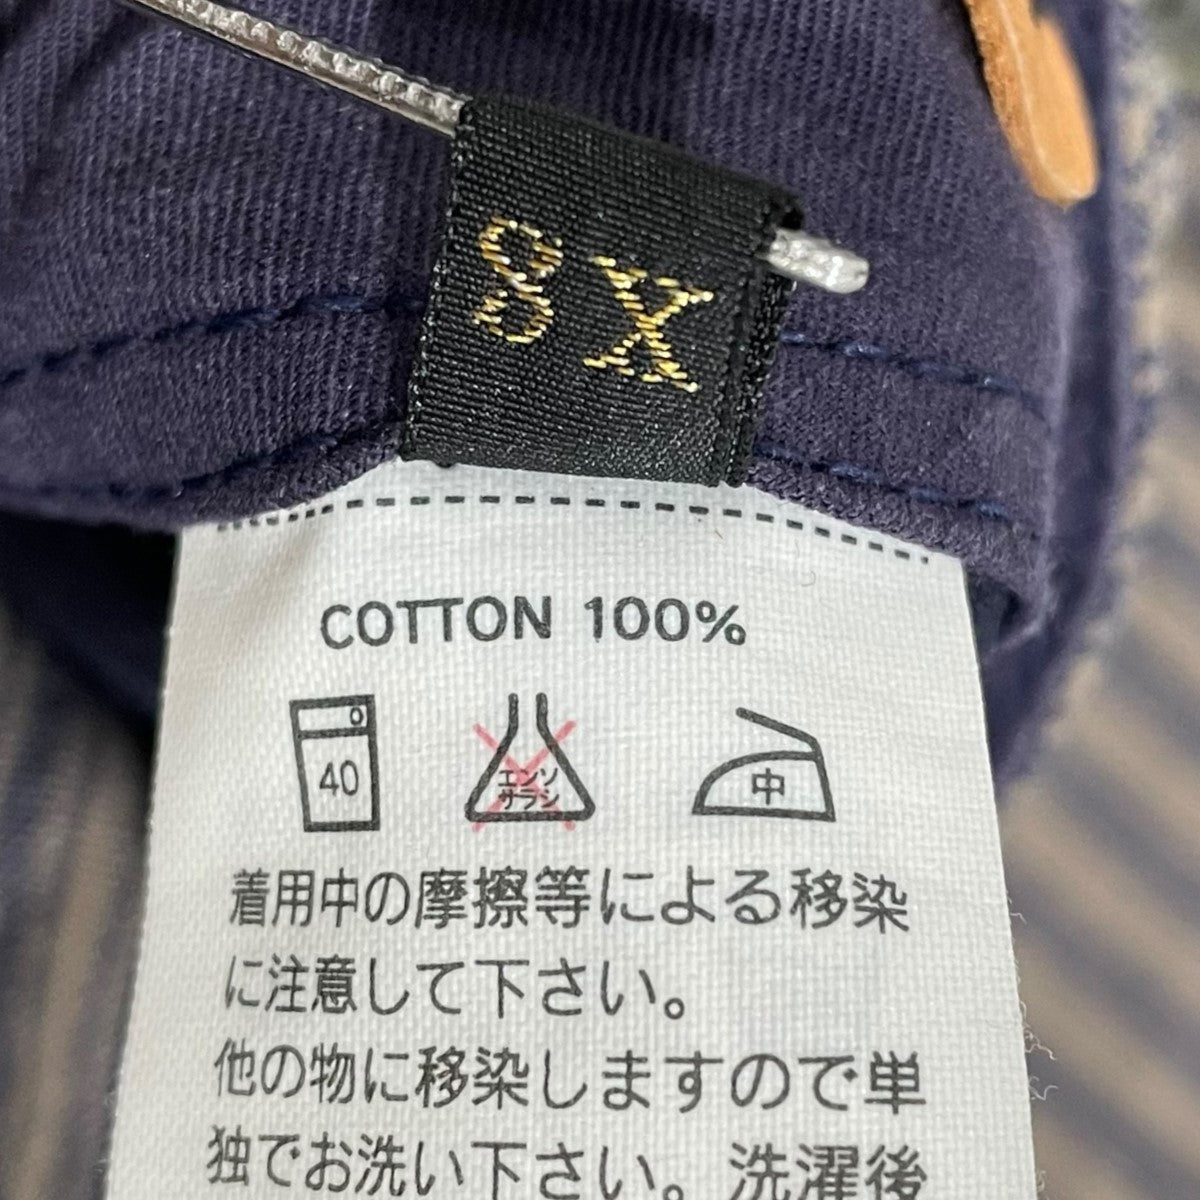 8X
COTTON 100%
40
エンソ
サラシ
中
着用中の摩擦等による移染
に注意して下さい。
他の物に移染しますので単
独でお洗い下さい。洗濯後